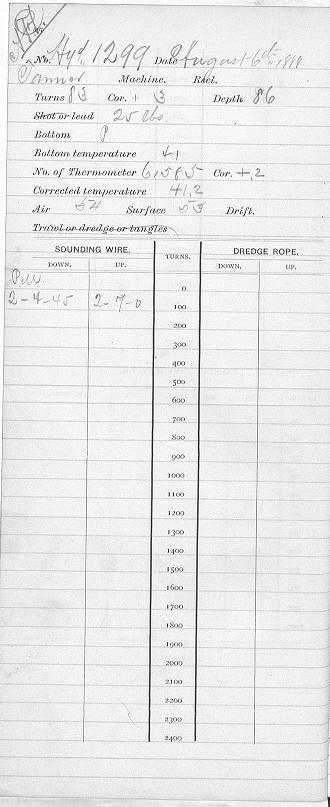 No. Hyd. 1299 Date August 6th, 1888
Tanner Machine. Reel.
Turns 83 Cor. + 3 Depth 86
Shot or lead 25 lbs.
Bottom P
Bottom temperature 41
No. of Thermometer 61585 Cor. +.2
Corrected temperature 41.2
Air 54 Surface 53 Drift.
Trawl or dredge or tangles
SOUNDING WIRE. TURNS. DREDGE ROPE.
DOWN. UP. DOWN. UP.
P.M. 0
2-4-45 2-7-0 100
200
300
400
500
600
700
800
900
1000
1100
1200
1300
1400
1500
1600
1700
1800
1900
2000
2100
2200
2300
2400